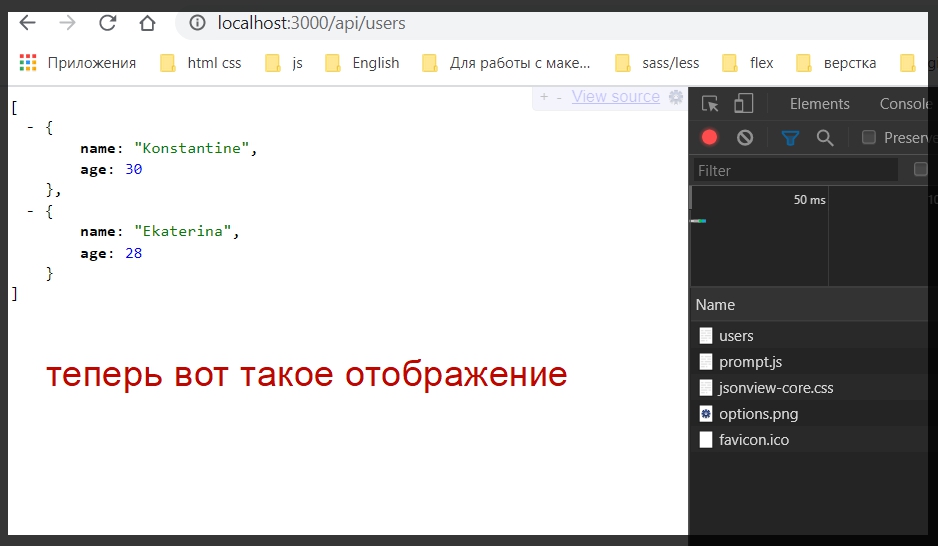 localhost:3000/api/users
Приложения html css js English Для работы с маке... sass/less flex верстка
+ - View source
[
- {
name: "Konstantine",
age: 30
},
- {
name: "Ekaterina",
age: 28
}
]
теперь вот такое отображение
Elements Console
Preserve
Filter
50 ms
Name
users
prompt.js
jsonview-core.css
options.png
favicon.ico